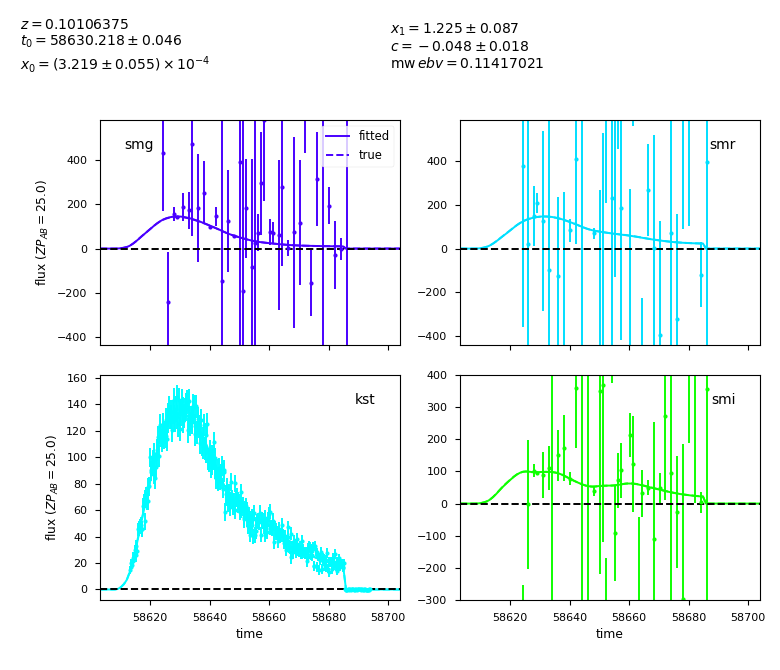 z = 0.10106375
t₀ = 58630.218 ± 0.046
x₀ = (3.219 ± 0.055) × 10⁻⁴
x₁ = 1.225 ± 0.087
c = −0.048 ± 0.018
mw ebv = 0.11417021
smg
fitted
true
400
200
0
−200
−400
flux (ZP_AB = 25.0)
smr
400
200
0
−200
−400
kst
160
140
120
100
80
60
40
20
0
flux (ZP_AB = 25.0)
58620
58640
58660
58680
58700
time
smi
400
300
200
100
0
−100
−200
−300
58620
58640
58660
58680
58700
time